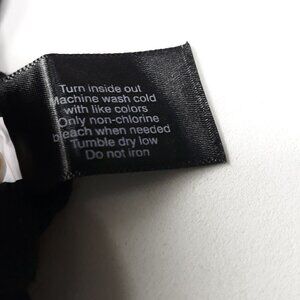 Turn inside out
Machine wash cold
with like colors
Only non-chlorine
bleach when needed
Tumble dry low
Do not iron